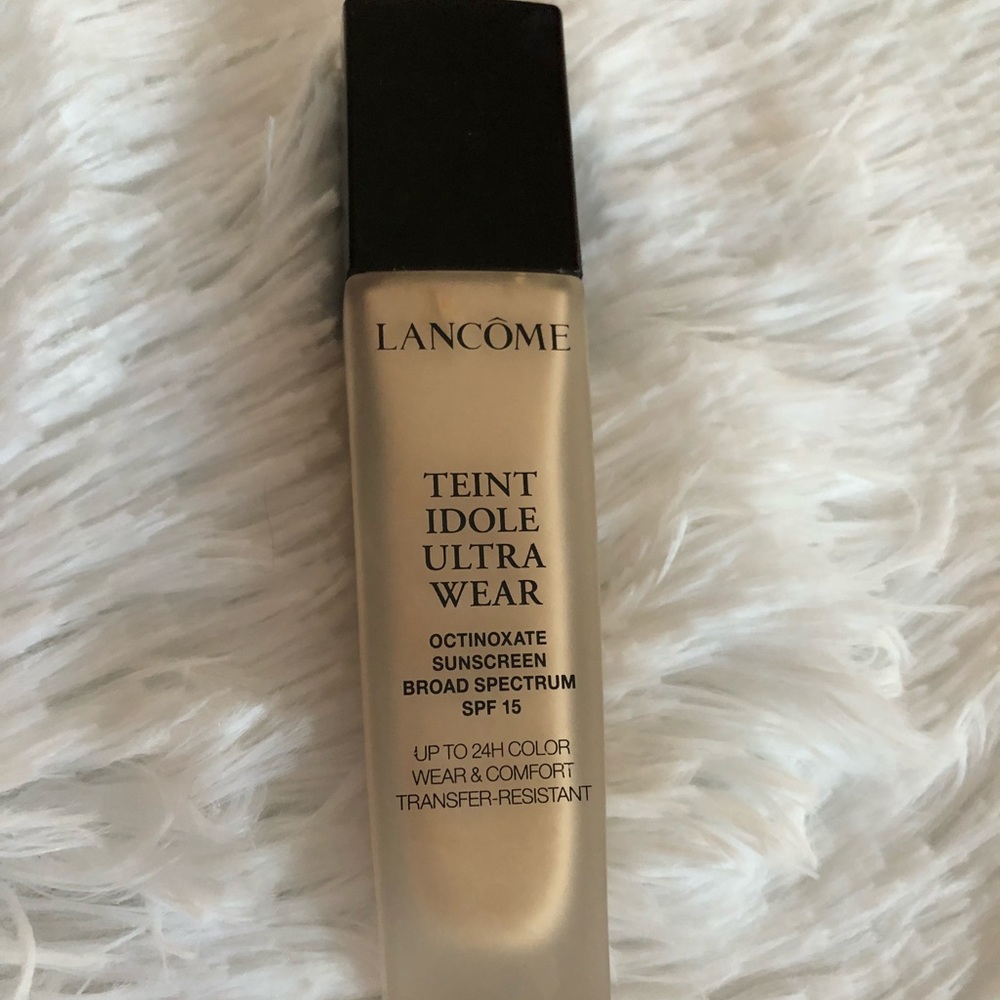 LANCÔME
TEINT
IDOLE
ULTRA
WEAR
OCTINOXATE
SUNSCREEN
BROAD SPECTRUM
SPF 15
UP TO 24H COLOR
WEAR & COMFORT
TRANSFER-RESISTANT